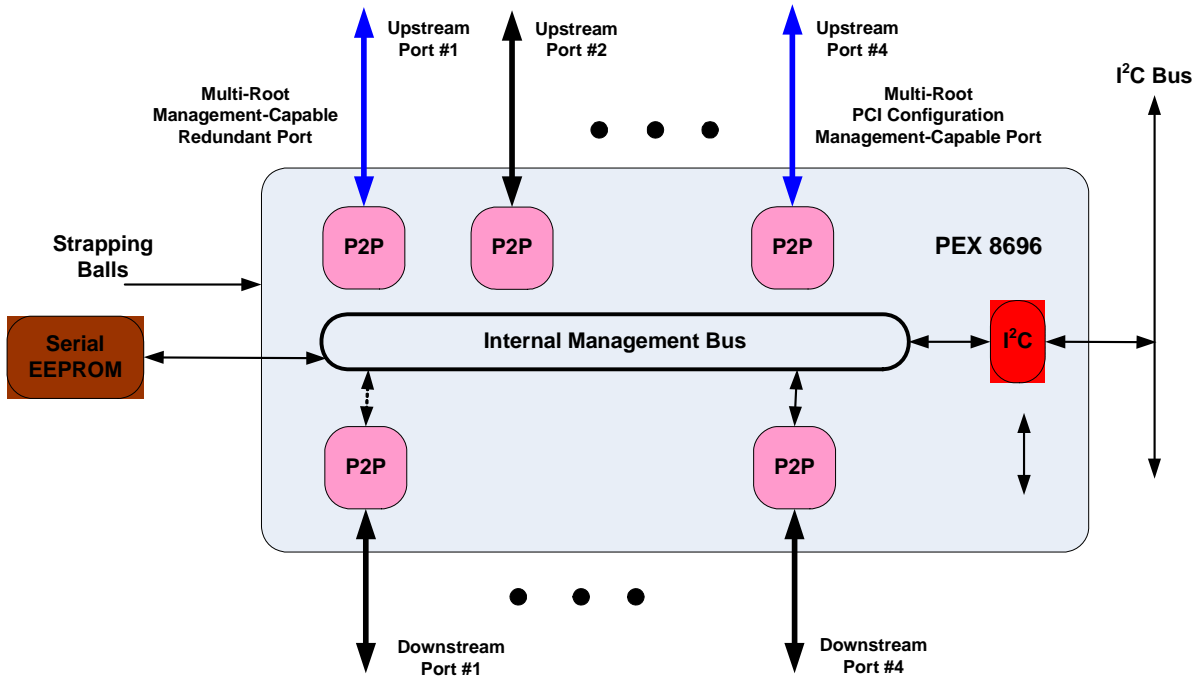 Upstream
Port #1
Upstream
Port #2
Upstream
Port #4
I²C Bus
Multi-Root
Management-Capable
Redundant Port
Multi-Root
PCI Configuration
Management-Capable Port
P2P
P2P
P2P
PEX 8696
Strapping
Balls
Serial
EEPROM
Internal Management Bus
I²C
P2P
P2P
Downstream
Port #1
Downstream
Port #4